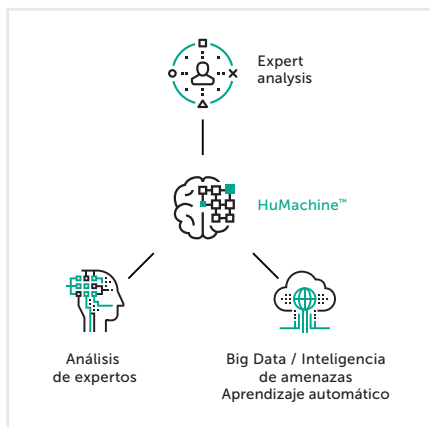 Expert
analysis
HuMachine™
Análisis
de expertos
Big Data / Inteligencia
de amenazas
Aprendizaje automático